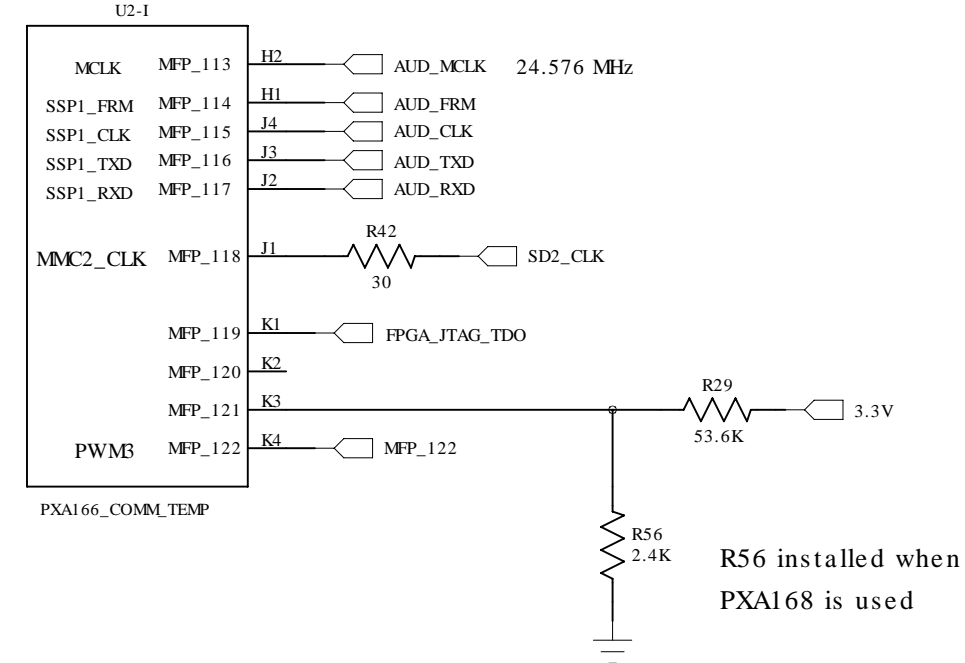 U2-I
MCLK MFP_113 H2 AUD_MCLK 24.576 MHz
SSP1_FRM MFP_114 H1 AUD_FRM
SSP1_CLK MFP_115 J4 AUD_CLK
SSP1_TXD MFP_116 J3 AUD_TXD
SSP1_RXD MFP_117 J2 AUD_RXD
R42
MMC2_CLK MFP_118 J1 SD2_CLK
30
MFP_119 K1 FPGA_JTAG_TDO
MFP_120 K2
R29
MFP_121 K3 3.3V
53.6K
PWM3 MFP_122 K4 MFP_122
PXA166_COMM_TEMP
R56
2.4K
R56 installed when
PXA168 is used